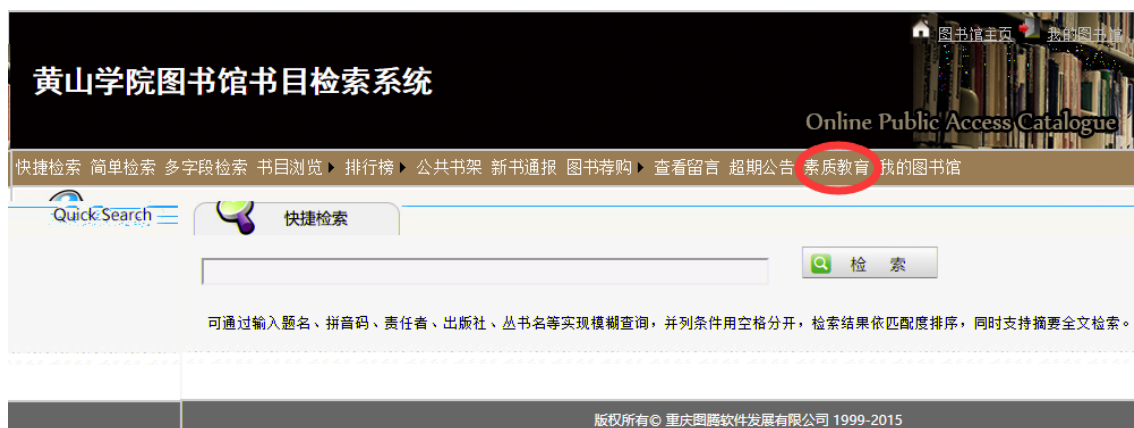 图书馆主页 我的图书馆
黄山学院图书馆书目检索系统
Online Public Access Catalogue
快捷检索 简单检索 多字段检索 书目浏览 排行榜 公共书架 新书通报 图书荐购 查看留言 超期公告 素质教育 我的图书馆
Quick Search
快捷检索
检 索
可通过输入题名、拼音码、责任者、出版社、丛书名等实现模糊查询，并列条件用空格分开，检索结果依匹配度排序，同时支持摘要全文检索。
版权所有© 重庆图腾软件发展有限公司 1999-2015